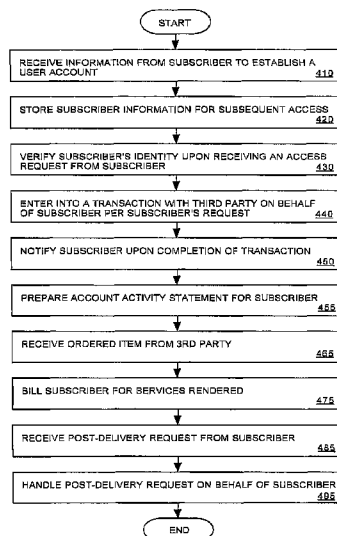 START
RECEIVE INFORMATION FROM SUBSCRIBER TO ESTABLISH A
USER ACCOUNT 410
STORE SUBSCRIBER INFORMATION FOR SUBSEQUENT ACCESS
420
VERIFY SUBSCRIBER'S IDENTITY UPON RECEIVING AN ACCESS
REQUEST FROM SUBSCRIBER 430
ENTER INTO A TRANSACTION WITH THIRD PARTY ON BEHALF
OF SUBSCRIBER PER SUBSCRIBER'S REQUEST 440
NOTIFY SUBSCRIBER UPON COMPLETION OF TRANSACTION
450
PREPARE ACCOUNT ACTIVITY STATEMENT FOR SUBSCRIBER
455
RECEIVE ORDERED ITEM FROM 3RD PARTY
465
BILL SUBSCRIBER FOR SERVICES RENDERED
475
RECEIVE POST-DELIVERY REQUEST FROM SUBSCRIBER
485
HANDLE POST-DELIVERY REQUEST ON BEHALF OF SUBSCRIBER
495
END